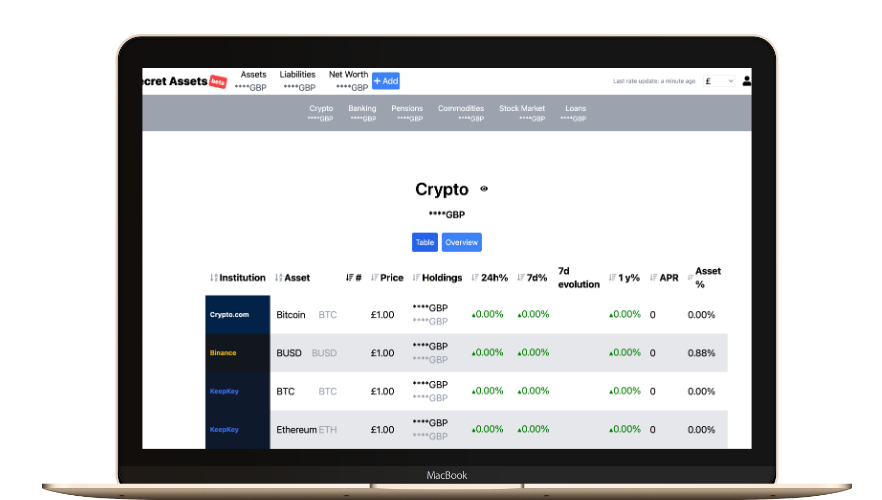 ecret Assets beta Assets Liabilities Net Worth + Add Last rate update: a minute ago £
****GBP ****GBP ****GBP
Crypto Banking Pensions Commodities Stock Market Loans
****GBP ****GBP ****GBP ****GBP ****GBP ****GBP
Crypto
****GBP
Table Overview
Institution Asset # Price Holdings 24h% 7d% 7d evolution 1 y% APR Asset %
Crypto.com Bitcoin BTC £1.00 ****GBP ▲0.00% ▲0.00% ▲0.00% 0 0.00%
****GBP
Binance BUSD BUSD £1.00 ****GBP ▲0.00% ▲0.00% ▲0.00% 0 0.88%
****GBP
KeepKey BTC BTC £1.00 ****GBP ▲0.00% ▲0.00% ▲0.00% 0 0.00%
****GBP
KeepKey Ethereum ETH £1.00 ****GBP ▲0.00% ▲0.00% ▲0.00% 0 0.00%
****GBP
MacBook